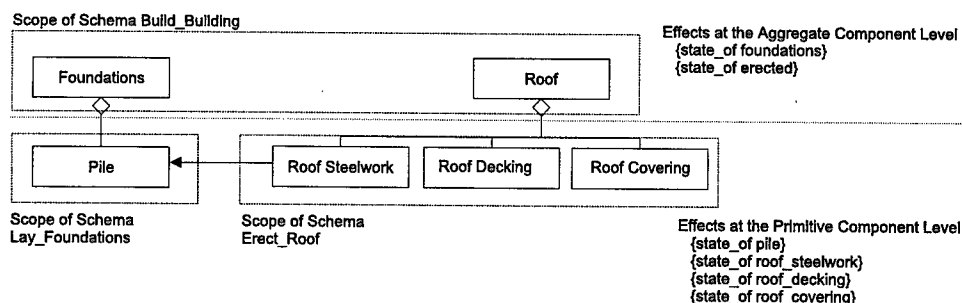 Scope of Schema Build_Building
Effects at the Aggregate Component Level
{state_of foundations}
{state_of erected}
Foundations
Roof
Pile
Roof Steelwork
Roof Decking
Roof Covering
Scope of Schema
Lay_Foundations
Scope of Schema
Erect_Roof
Effects at the Primitive Component Level
{state_of pile}
{state_of roof_steelwork}
{state_of roof_decking}
{state_of roof_covering}